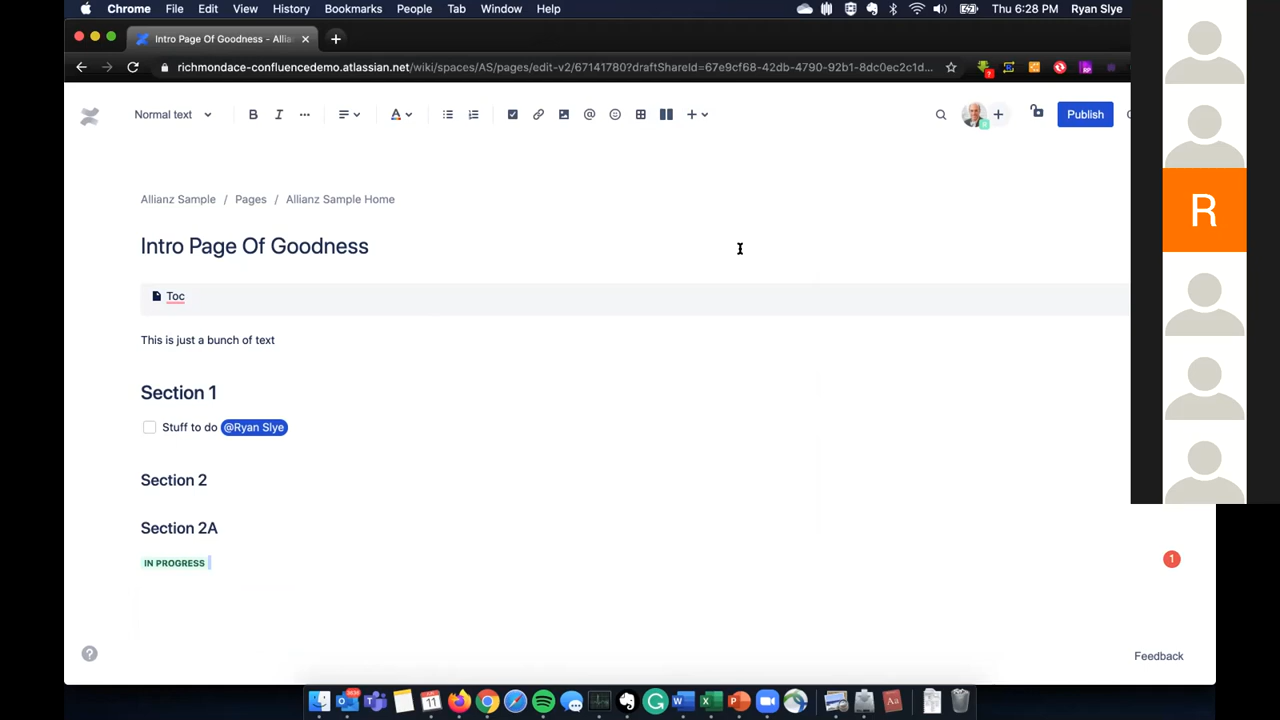 Chrome File Edit View History Bookmarks People Tab Window Help Thu 6:28 PM Ryan Slye
Intro Page Of Goodness - Allia
richmondace-confluencedemo.atlassian.net/wiki/spaces/AS/pages/edit-v2/67141780?draftShareId=67e9cf68-42db-4790-92b1-8dc0ec2c1d...
Normal text B I A Publish
R
Allianz Sample / Pages / Allianz Sample Home
Intro Page Of Goodness
Toc
This is just a bunch of text
Section 1
Stuff to do @Ryan Slye
Section 2
Section 2A
IN PROGRESS
1
Feedback
11